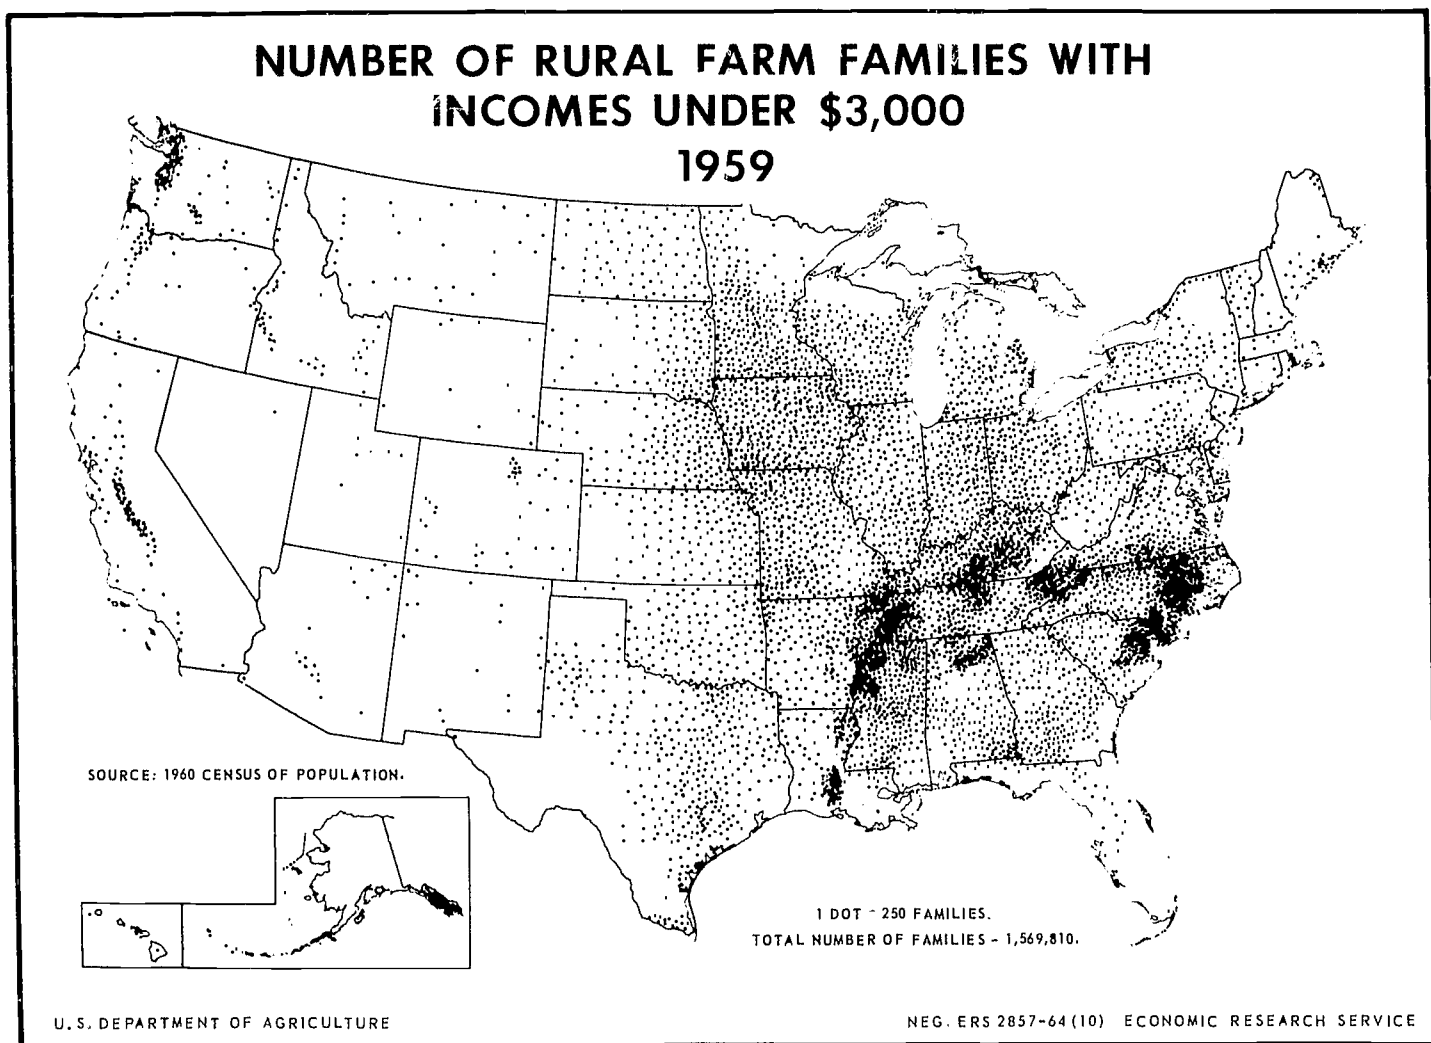 NUMBER OF RURAL FARM FAMILIES WITH
INCOMES UNDER $3,000
1959
SOURCE: 1960 CENSUS OF POPULATION.
1 DOT - 250 FAMILIES.
TOTAL NUMBER OF FAMILIES - 1,569,810.
U.S. DEPARTMENT OF AGRICULTURE
NEG. ERS 2857-64(10) ECONOMIC RESEARCH SERVICE